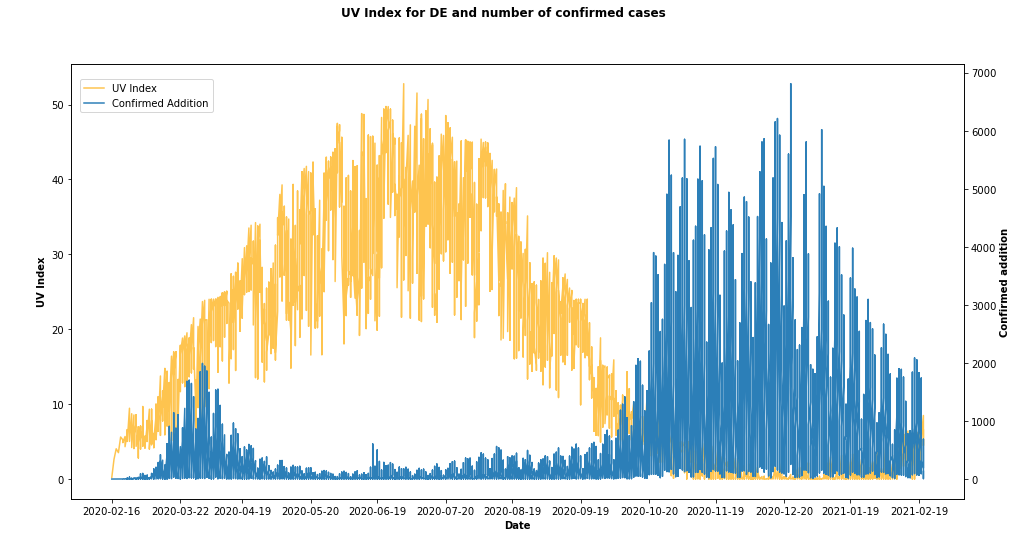 UV Index for DE and number of confirmed cases
UV Index
Confirmed Addition
50
40
30
20
10
0
UV Index
7000
6000
5000
4000
3000
2000
1000
0
Confirmed addition
2020-02-16 2020-03-22 2020-04-19 2020-05-20 2020-06-19 2020-07-20 2020-08-19 2020-09-19 2020-10-20 2020-11-19 2020-12-20 2021-01-19 2021-02-19
Date